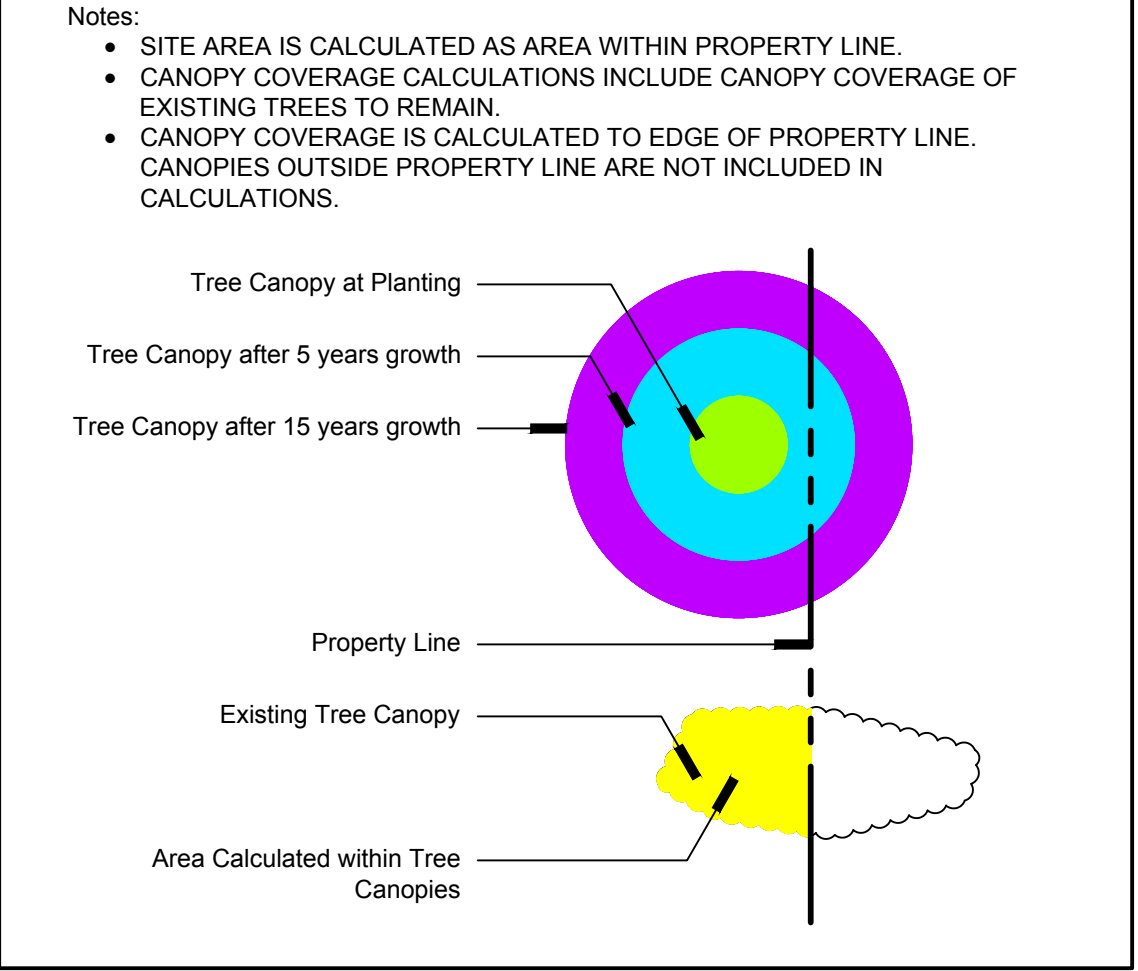 Notes:
• SITE AREA IS CALCULATED AS AREA WITHIN PROPERTY LINE.
• CANOPY COVERAGE CALCULATIONS INCLUDE CANOPY COVERAGE OF
EXISTING TREES TO REMAIN.
• CANOPY COVERAGE IS CALCULATED TO EDGE OF PROPERTY LINE.
CANOPIES OUTSIDE PROPERTY LINE ARE NOT INCLUDED IN
CALCULATIONS.
Tree Canopy at Planting
Tree Canopy after 5 years growth
Tree Canopy after 15 years growth
Property Line
Existing Tree Canopy
Area Calculated within Tree
Canopies